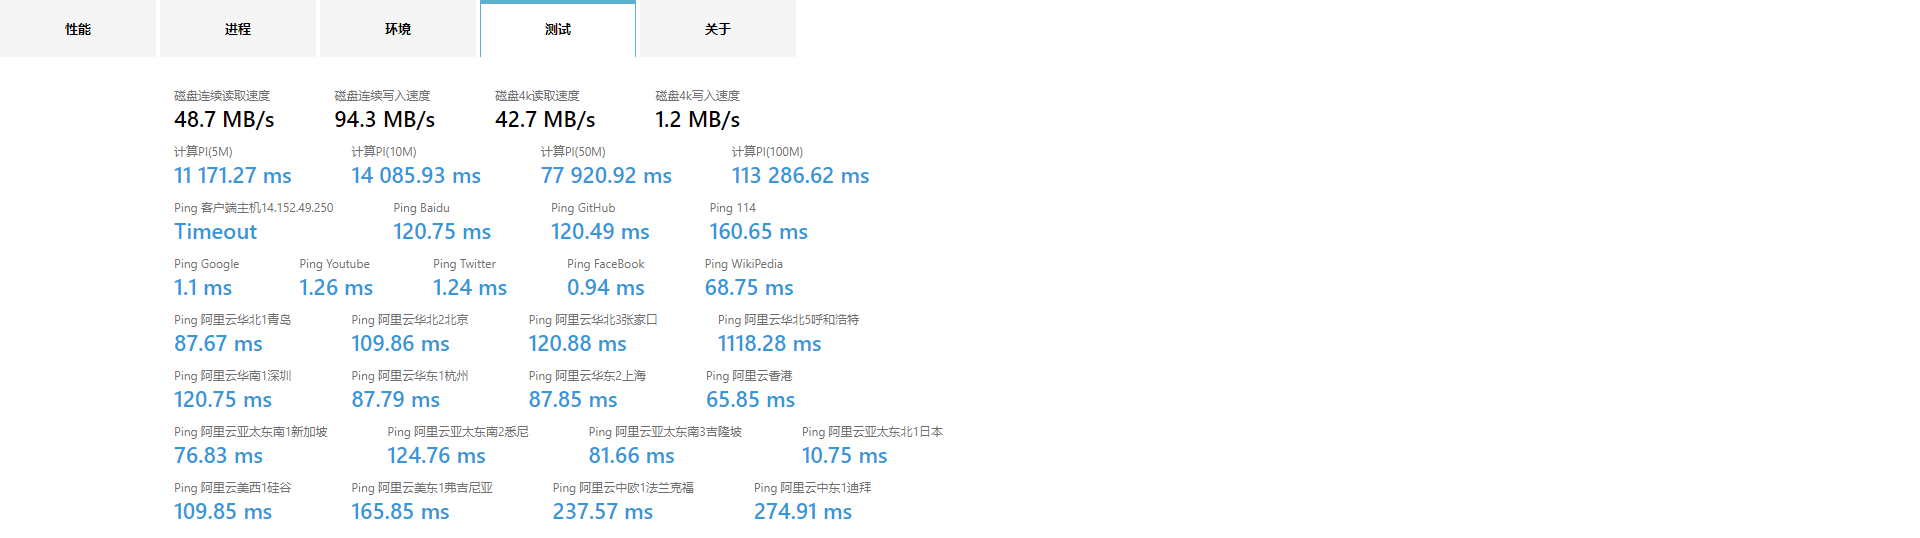 性能 进程 环境 测试 关于
磁盘连续读取速度 磁盘连续写入速度 磁盘4k读取速度 磁盘4k写入速度
48.7 MB/s 94.3 MB/s 42.7 MB/s 1.2 MB/s
计算PI(5M) 计算PI(10M) 计算PI(50M) 计算PI(100M)
11 171.27 ms 14 085.93 ms 77 920.92 ms 113 286.62 ms
Ping 客户端主机14.152.49.250 Ping Baidu Ping GitHub Ping 114
Timeout 120.75 ms 120.49 ms 160.65 ms
Ping Google Ping Youtube Ping Twitter Ping FaceBook Ping WikiPedia
1.1 ms 1.26 ms 1.24 ms 0.94 ms 68.75 ms
Ping 阿里云华北1青岛 Ping 阿里云华北2北京 Ping 阿里云华北3张家口 Ping 阿里云华北5呼和浩特
87.67 ms 109.86 ms 120.88 ms 1118.28 ms
Ping 阿里云华南1深圳 Ping 阿里云华东1杭州 Ping 阿里云华东2上海 Ping 阿里云香港
120.75 ms 87.79 ms 87.85 ms 65.85 ms
Ping 阿里云亚太东南1新加坡 Ping 阿里云亚太东南2悉尼 Ping 阿里云亚太东南3吉隆坡 Ping 阿里云亚太东北1日本
76.83 ms 124.76 ms 81.66 ms 10.75 ms
Ping 阿里云美西1硅谷 Ping 阿里云美东1弗吉尼亚 Ping 阿里云中欧1法兰克福 Ping 阿里云中东1迪拜
109.85 ms 165.85 ms 237.57 ms 274.91 ms